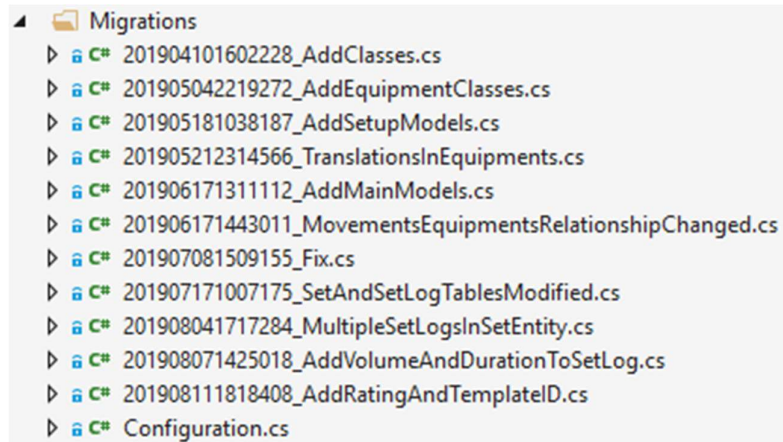 Migrations
C# 201904101602228_AddClasses.cs
C# 201905042219272_AddEquipmentClasses.cs
C# 201905181038187_AddSetupModels.cs
C# 201905212314566_TranslationsInEquipments.cs
C# 201906171311112_AddMainModels.cs
C# 201906171443011_MovementsEquipmentsRelationshipChanged.cs
C# 201907081509155_Fix.cs
C# 201907171007175_SetAndSetLogTablesModified.cs
C# 201908041717284_MultipleSetLogsInSetEntity.cs
C# 201908071425018_AddVolumeAndDurationToSetLog.cs
C# 201908111818408_AddRatingAndTemplateID.cs
C# Configuration.cs